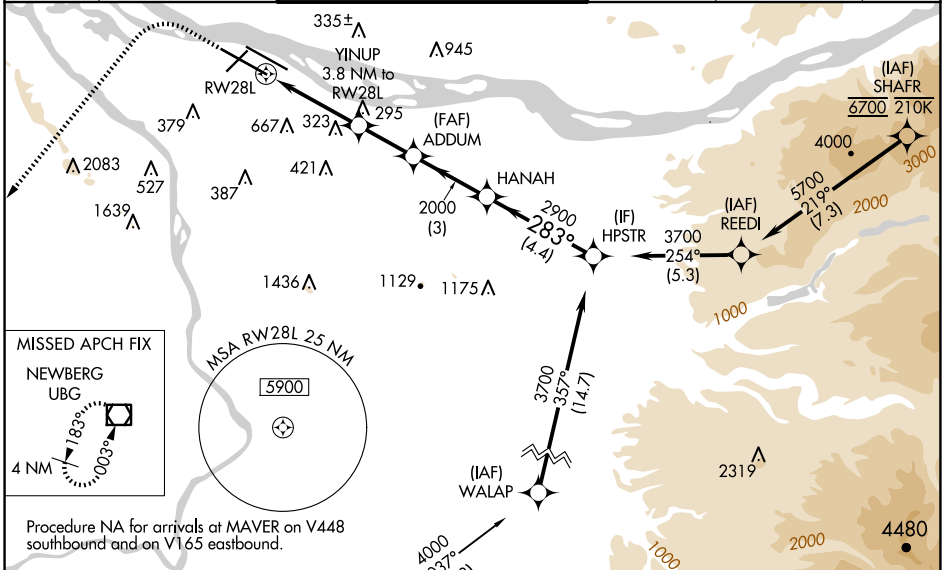 335±
945
YINUP
3.8 NM to
RW28L
RW28L
295
379
667
323
(FAF)
ADDUM
(IAF)
SHAFR
6700 210K
4000
3000
2083
527
387
421
HANAH
5700
219°
(7.3)
2000
1639
2000
(3)
2900
283°
(4.4)
(IF)
HPSTR
3700
254°
(5.3)
(IAF)
REEDI
1436
1129
1175
1000
MISSED APCH FIX
NEWBERG
UBG
183°
003°
4 NM
MSA RW28L 25 NM
5900
3700
357°
(14.7)
(IAF)
WALAP
2319
Procedure NA for arrivals at MAVER on V448
southbound and on V165 eastbound.
4000
1000
2000
4480